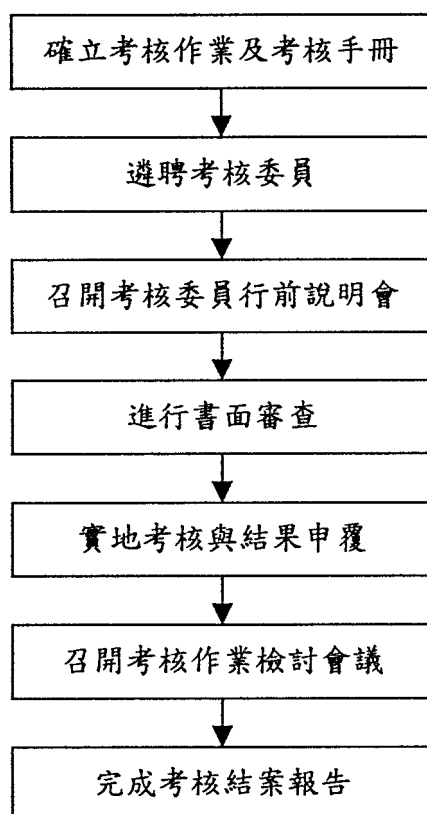 確立考核作業及考核手冊
遴聘考核委員
召開考核委員行前說明會
進行書面審查
實地考核與結果申覆
召開考核作業檢討會議
完成考核結案報告